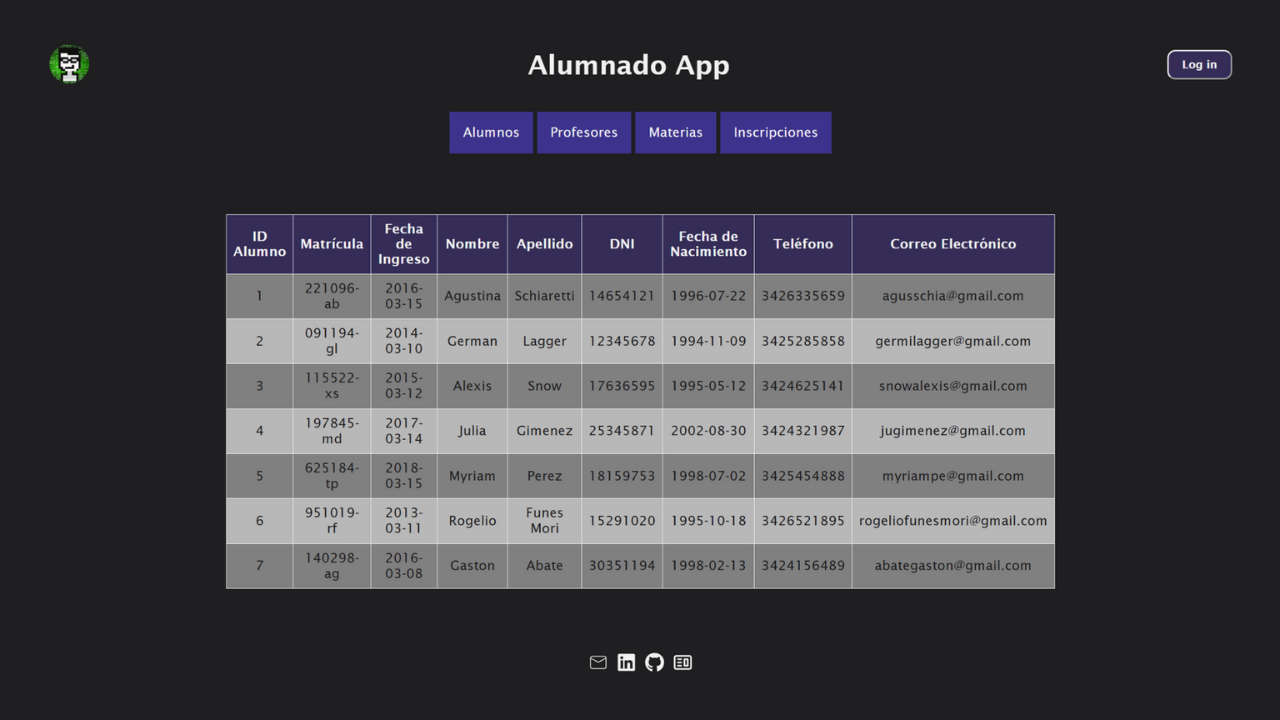 Alumnado App
Log in
Alumnos Profesores Materias Inscripciones
ID Alumno Matrícula Fecha de Ingreso Nombre Apellido DNI Fecha de Nacimiento Teléfono Correo Electrónico
1 221096-ab 2016-03-15 Agustina Schiaretti 14654121 1996-07-22 3426335659 agusschia@gmail.com
2 091194-gl 2014-03-10 German Lagger 12345678 1994-11-09 3425285858 germilagger@gmail.com
3 115522-xs 2015-03-12 Alexis Snow 17636595 1995-05-12 3424625141 snowalexis@gmail.com
4 197845-md 2017-03-14 Julia Gimenez 25345871 2002-08-30 3424321987 jugimenez@gmail.com
5 625184-tp 2018-03-15 Myriam Perez 18159753 1998-07-02 3425454888 myriampe@gmail.com
6 951019-rf 2013-03-11 Rogelio Funes Mori 15291020 1995-10-18 3426521895 rogeliofunesmori@gmail.com
7 140298-ag 2016-03-08 Gaston Abate 30351194 1998-02-13 3424156489 abategaston@gmail.com